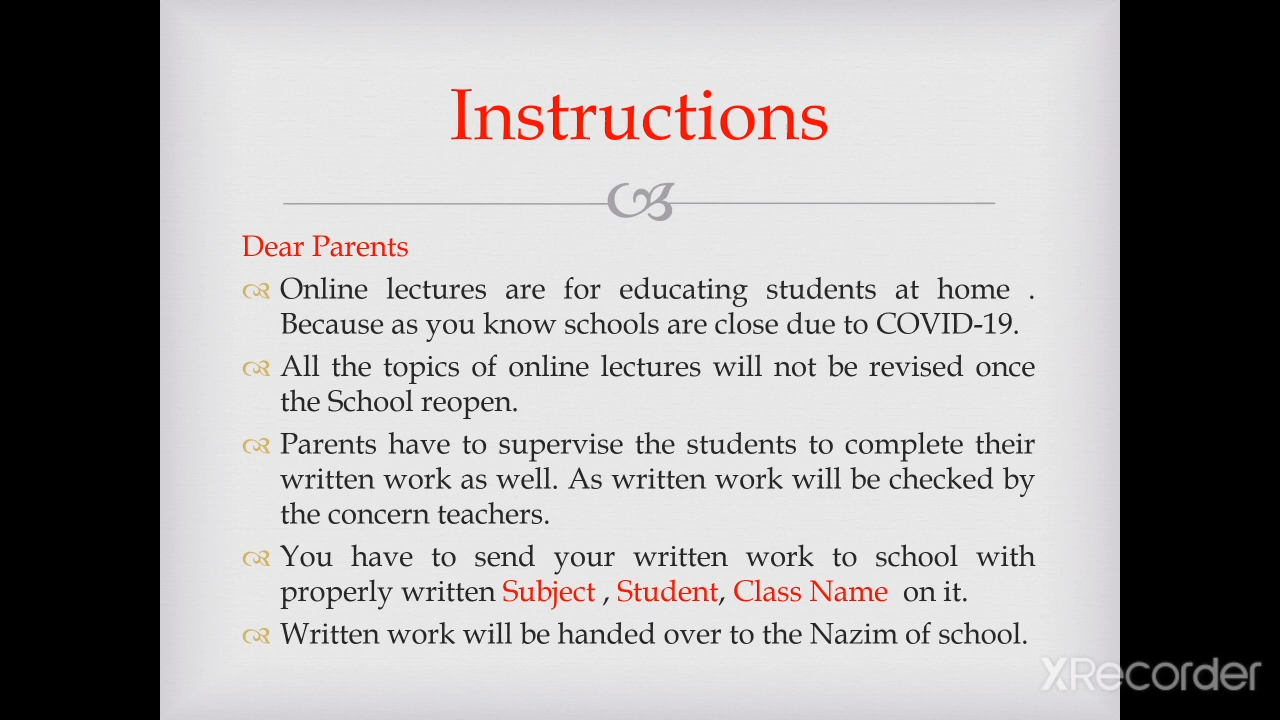 Instructions
Dear Parents
Online lectures are for educating students at home .
Because as you know schools are close due to COVID-19.
All the topics of online lectures will not be revised once
the School reopen.
Parents have to supervise the students to complete their
written work as well. As written work will be checked by
the concern teachers.
You have to send your written work to school with
properly written Subject , Student, Class Name on it.
Written work will be handed over to the Nazim of school.
XRecorder